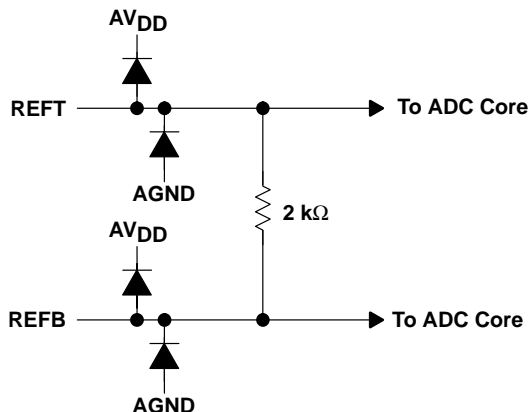 AVDD
REFT
To ADC Core
AGND
2 kΩ
AVDD
REFB
To ADC Core
AGND